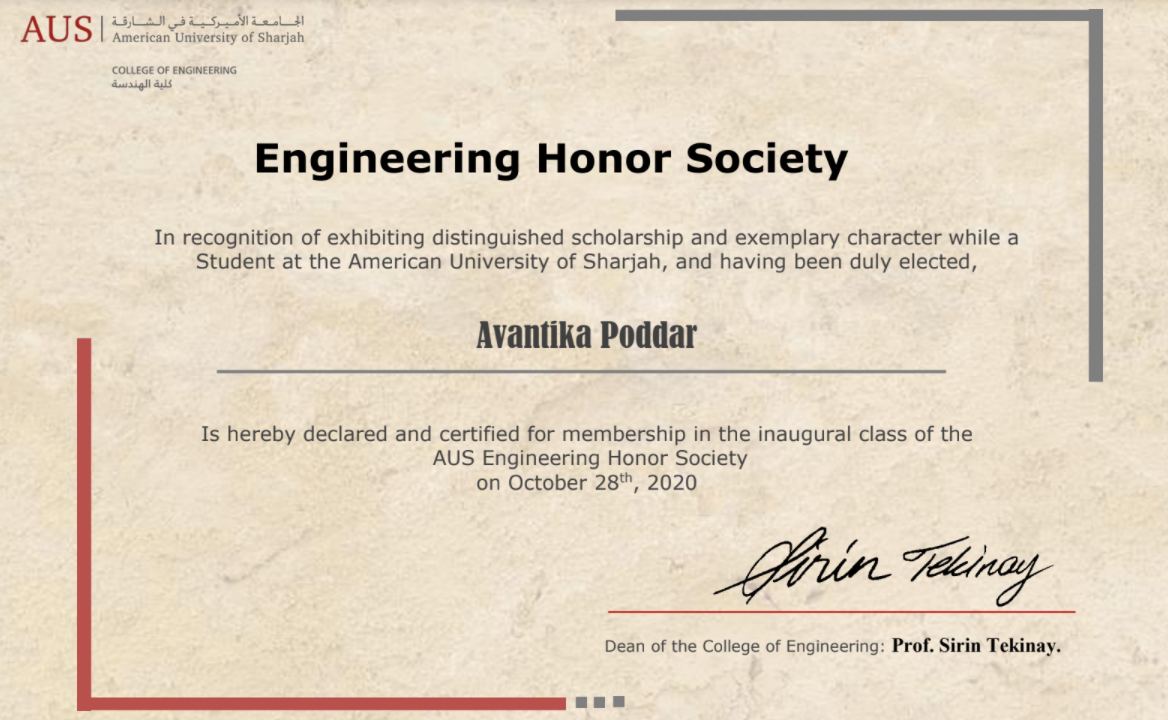 AUS
الجامعة الأميركية في الشارقة
American University of Sharjah
COLLEGE OF ENGINEERING
كلية الهندسة
Engineering Honor Society
In recognition of exhibiting distinguished scholarship and exemplary character while a
Student at the American University of Sharjah, and having been duly elected,
Avantika Poddar
Is hereby declared and certified for membership in the inaugural class of the
AUS Engineering Honor Society
on October 28th, 2020
Sirin Tekinay
Dean of the College of Engineering: Prof. Sirin Tekinay.